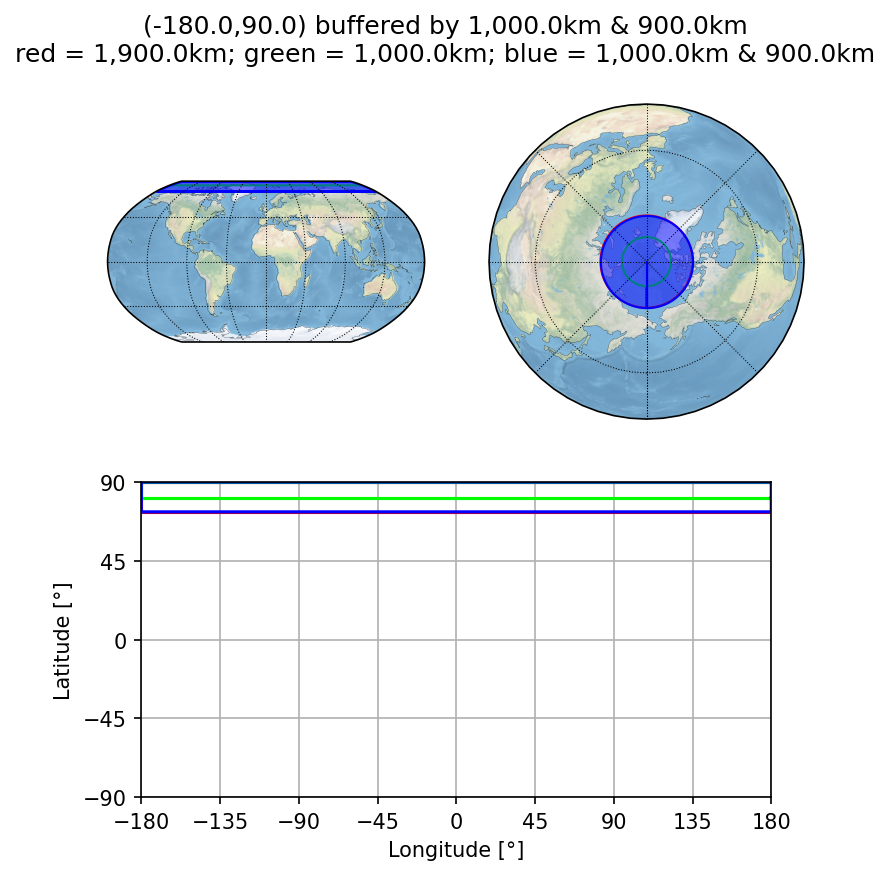 (-180.0,90.0) buffered by 1,000.0km & 900.0km
red = 1,900.0km; green = 1,000.0km; blue = 1,000.0km & 900.0km
90
45
0
−45
−90
Latitude [°]
−180 −135 −90 −45 0 45 90 135 180
Longitude [°]